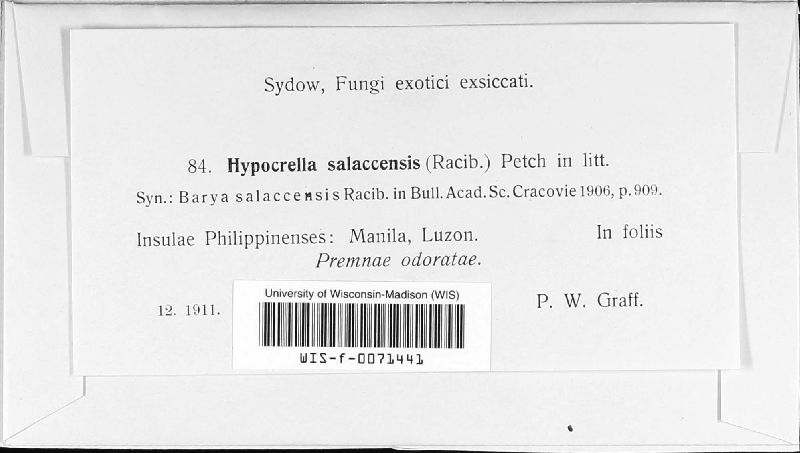 Sydow, Fungi exotici exsiccati.
84. Hypocrella salaccensis (Racib.) Petch in litt.
Syn.: Barya salaccensis Racib. in Bull. Acad. Sc. Cracovie 1906, p. 909.
Insulae Philippinenses: Manila, Luzon. In foliis
Premnae odoratae.
12. 1911. P. W. Graff.
University of Wisconsin-Madison (WIS)
WIS-f-0071441